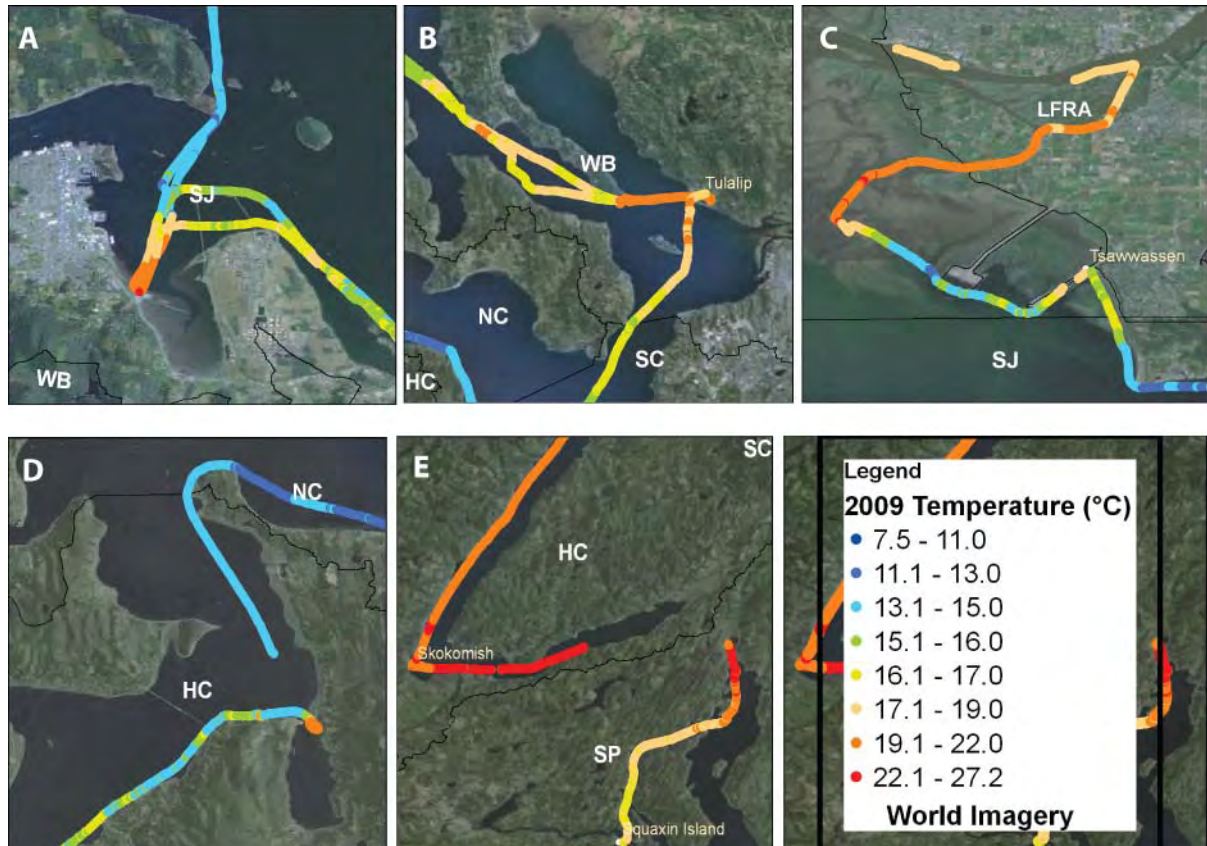 A
SJ
WB
B
WB
Tulalip
NC
SC
HC
C
LFRA
Tsawwassen
SJ
D
NC
HC
E
SC
HC
Skokomish
SP
Squaxin Island
Legend
2009 Temperature (°C)
7.5 - 11.0
11.1 - 13.0
13.1 - 15.0
15.1 - 16.0
16.1 - 17.0
17.1 - 19.0
19.1 - 22.0
22.1 - 27.2
World Imagery